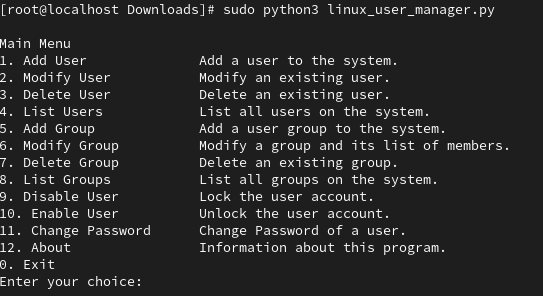 [root@localhost Downloads]# sudo python3 linux_user_manager.py
Main Menu
1. Add User Add a user to the system.
2. Modify User Modify an existing user.
3. Delete User Delete an existing user.
4. List Users List all users on the system.
5. Add Group Add a user group to the system.
6. Modify Group Modify a group and its list of members.
7. Delete Group Delete an existing group.
8. List Groups List all groups on the system.
9. Disable User Lock the user account.
10. Enable User Unlock the user account.
11. Change Password Change Password of a user.
12. About Information about this program.
0. Exit
Enter your choice: